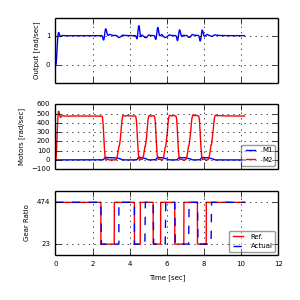 Output [rad/sec]
1
0
Motors [rad/sec]
600
500
400
300
200
100
0
−100
M1
M2
Gear Ratio
474
23
Ref.
Actual
0 2 4 6 8 10 12
Time [sec]